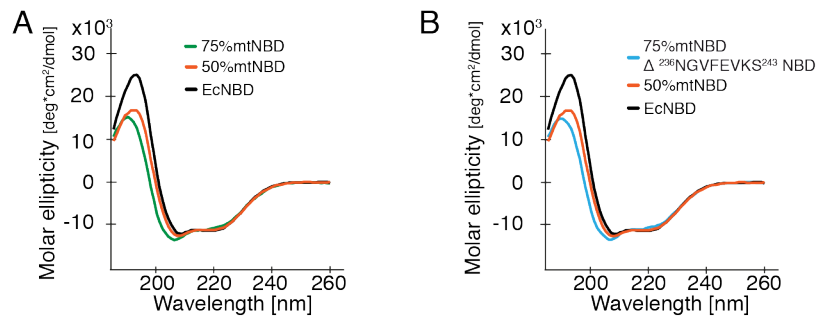 A
x10³
30
20
10
0
-10
Molar ellipticity [deg*cm²/dmol]
75%mtNBD
50%mtNBD
EcNBD
200 220 240 260
Wavelength [nm]
B
x10³
30
20
10
0
-10
Molar ellipticity [deg*cm²/dmol]
75%mtNBD
Δ ²³⁶NGVFEVKS²⁴³ NBD
50%mtNBD
EcNBD
200 220 240 260
Wavelength [nm]